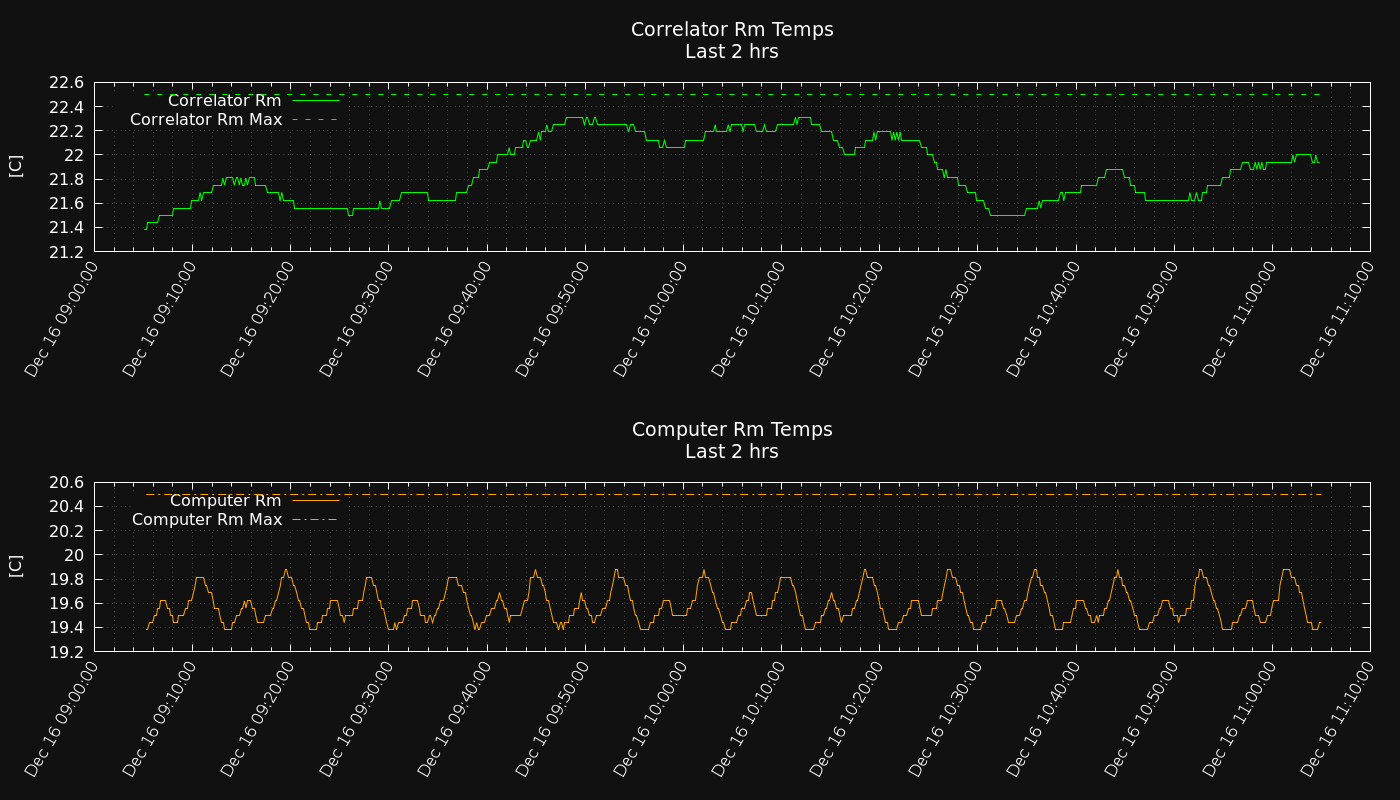 Correlator Rm Temps
Last 2 hrs
22.6
22.4
22.2
22
21.8
21.6
21.4
21.2
[C]
Correlator Rm
Correlator Rm Max
Dec 16 09:00:00
Dec 16 09:10:00
Dec 16 09:20:00
Dec 16 09:30:00
Dec 16 09:40:00
Dec 16 09:50:00
Dec 16 10:00:00
Dec 16 10:10:00
Dec 16 10:20:00
Dec 16 10:30:00
Dec 16 10:40:00
Dec 16 10:50:00
Dec 16 11:00:00
Dec 16 11:10:00
Computer Rm Temps
Last 2 hrs
20.6
20.4
20.2
20
19.8
19.6
19.4
19.2
[C]
Computer Rm
Computer Rm Max
Dec 16 09:00:00
Dec 16 09:10:00
Dec 16 09:20:00
Dec 16 09:30:00
Dec 16 09:40:00
Dec 16 09:50:00
Dec 16 10:00:00
Dec 16 10:10:00
Dec 16 10:20:00
Dec 16 10:30:00
Dec 16 10:40:00
Dec 16 10:50:00
Dec 16 11:00:00
Dec 16 11:10:00